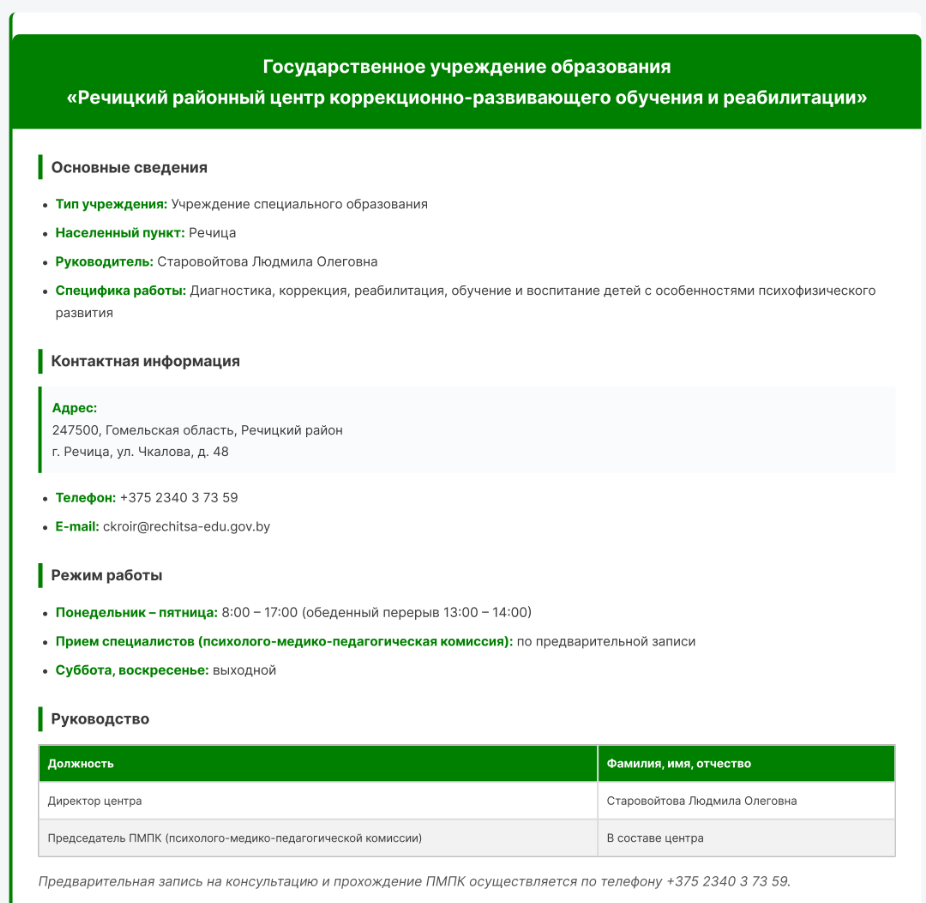 Государственное учреждение образования
«Речицкий районный центр коррекционно-развивающего обучения и реабилитации»
Основные сведения
• Тип учреждения: Учреждение специального образования
• Населенный пункт: Речица
• Руководитель: Старовойтова Людмила Олеговна
• Специфика работы: Диагностика, коррекция, реабилитация, обучение и воспитание детей с особенностями психофизического
развития
Контактная информация
Адрес:
247500, Гомельская область, Речицкий район
г. Речица, ул. Чкалова, д. 48
• Телефон: +375 2340 3 73 59
• E-mail: ckroir@rechitsa-edu.gov.by
Режим работы
• Понедельник – пятница: 8:00 – 17:00 (обеденный перерыв 13:00 – 14:00)
• Прием специалистов (психолого-медико-педагогическая комиссия): по предварительной записи
• Суббота, воскресенье: выходной
Руководство
Должность Фамилия, имя, отчество
Директор центра Старовойтова Людмила Олеговна
Председатель ПМПК (психолого-медико-педагогической комиссии) В составе центра
Предварительная запись на консультацию и прохождение ПМПК осуществляется по телефону +375 2340 3 73 59.